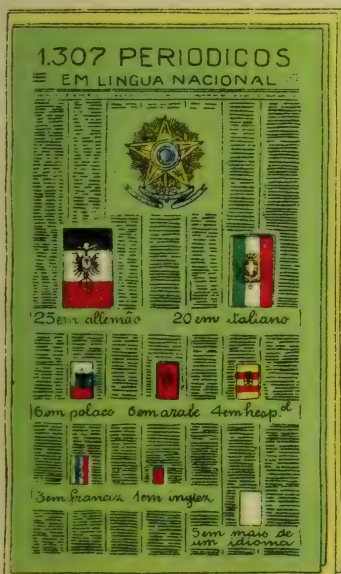 1.307 PERIODICOS
EM LINGUA NACIONAL
25 em allemão 20 em italiano
6 em polaco 6 em arabe 4 em hesp.ol
3 em francez 1 em inglez
5 em mais de
um idioma